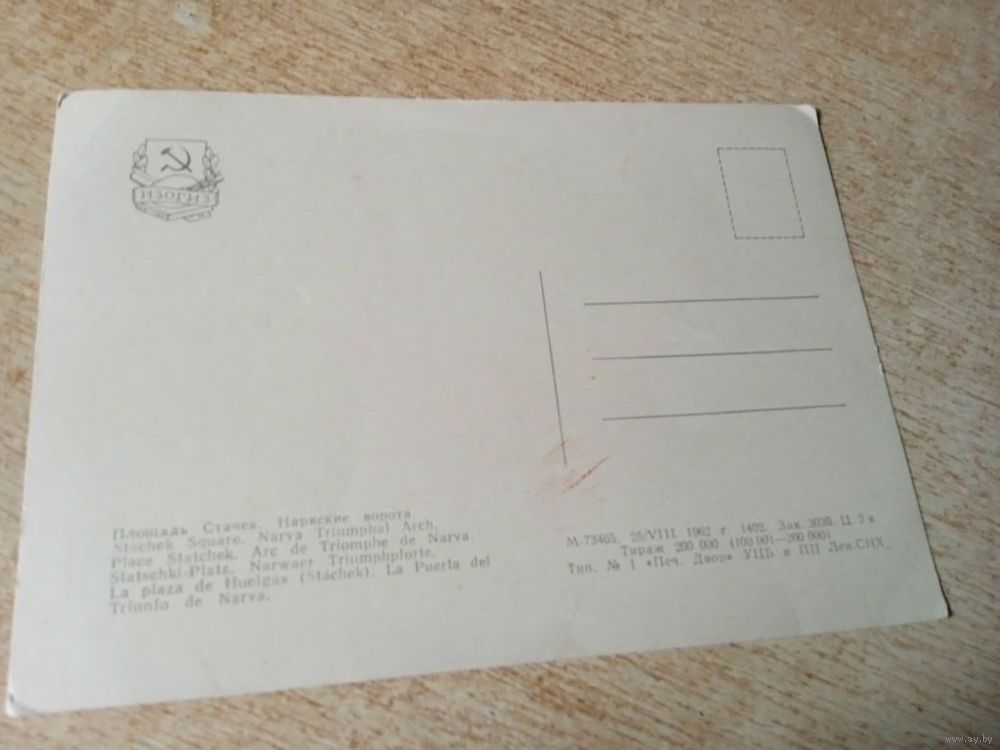 ИЗОГИЗ
Площадь Стачек. Нарвские ворота.
Stachek Square. Narva Triumphal Arch.
Place Statchek. Arc de Triomphe de Narva.
Statschki-Platz. Narwaer Triumphpforte.
La plaza de Huelgas (Stáchek). La Puerla del
Triunfo de Narva.
М-73465. 25/VIII 1962 г. 1402. Зак. Ц. 2 к
Тираж 200 000 (100 001—200 000)
Тип. № 1 «Печ. Двор» УЦБ и ПП Лен.СНХ.
www.ay.by